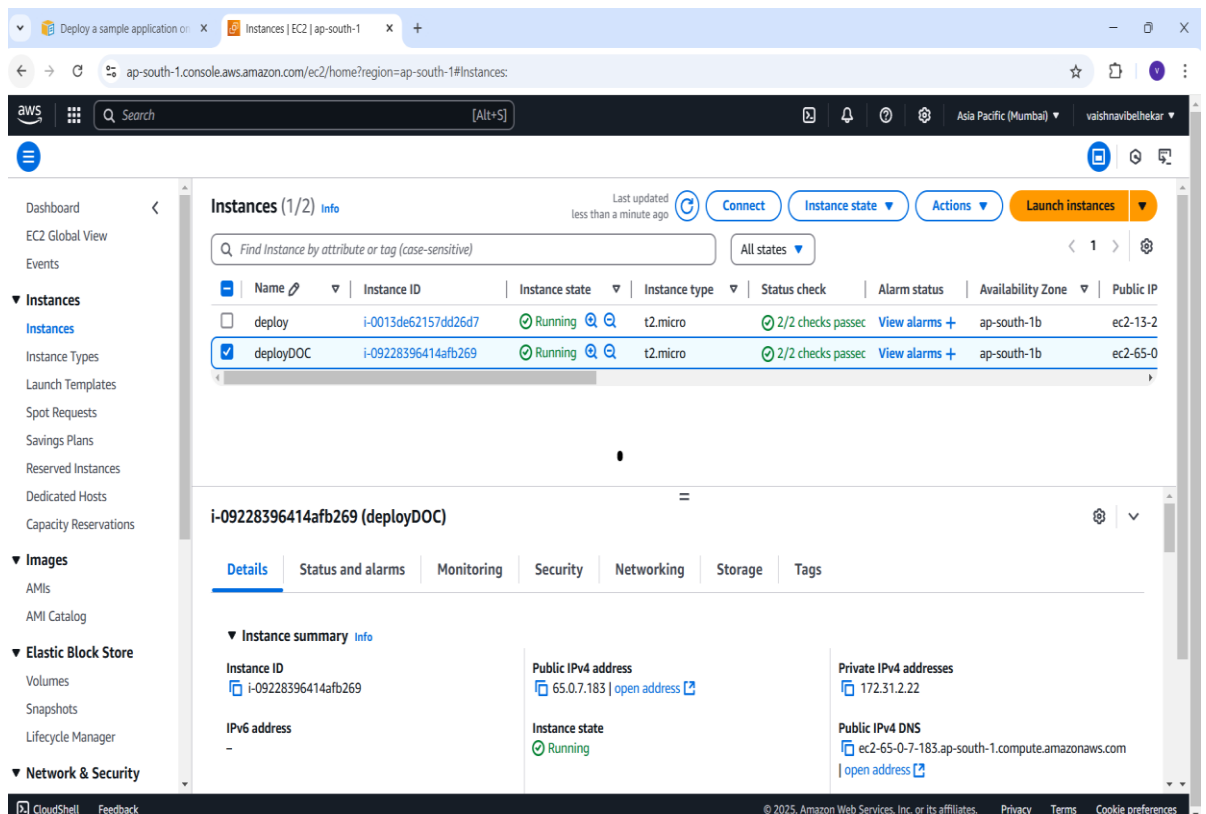 Deploy a sample application on
Instances | EC2 | ap-south-1
ap-south-1.console.aws.amazon.com/ec2/home?region=ap-south-1#Instances:
V
aws
Search [Alt+S]
Asia Pacific (Mumbai)
vaishnavibelhekar
Dashboard
EC2 Global View
Events
Instances
Instances
Instance Types
Launch Templates
Spot Requests
Savings Plans
Reserved Instances
Dedicated Hosts
Capacity Reservations
Images
AMIs
AMI Catalog
Elastic Block Store
Volumes
Snapshots
Lifecycle Manager
Network & Security
Instances (1/2) Info
Last updated
less than a minute ago
Connect
Instance state
Actions
Launch instances
Find Instance by attribute or tag (case-sensitive)
All states
1
Name Instance ID Instance state Instance type Status check Alarm status Availability Zone Public IP
deploy i-0013de62157dd26d7 Running t2.micro 2/2 checks passec View alarms + ap-south-1b ec2-13-2
deployDOC i-09228396414afb269 Running t2.micro 2/2 checks passec View alarms + ap-south-1b ec2-65-0
i-09228396414afb269 (deployDOC)
Details Status and alarms Monitoring Security Networking Storage Tags
Instance summary Info
Instance ID
i-09228396414afb269
Public IPv4 address
65.0.7.183 | open address
Private IPv4 addresses
172.31.2.22
IPv6 address
–
Instance state
Running
Public IPv4 DNS
ec2-65-0-7-183.ap-south-1.compute.amazonaws.com
| open address
CloudShell Feedback
© 2025, Amazon Web Services, Inc. or its affiliates. Privacy Terms Cookie preferences